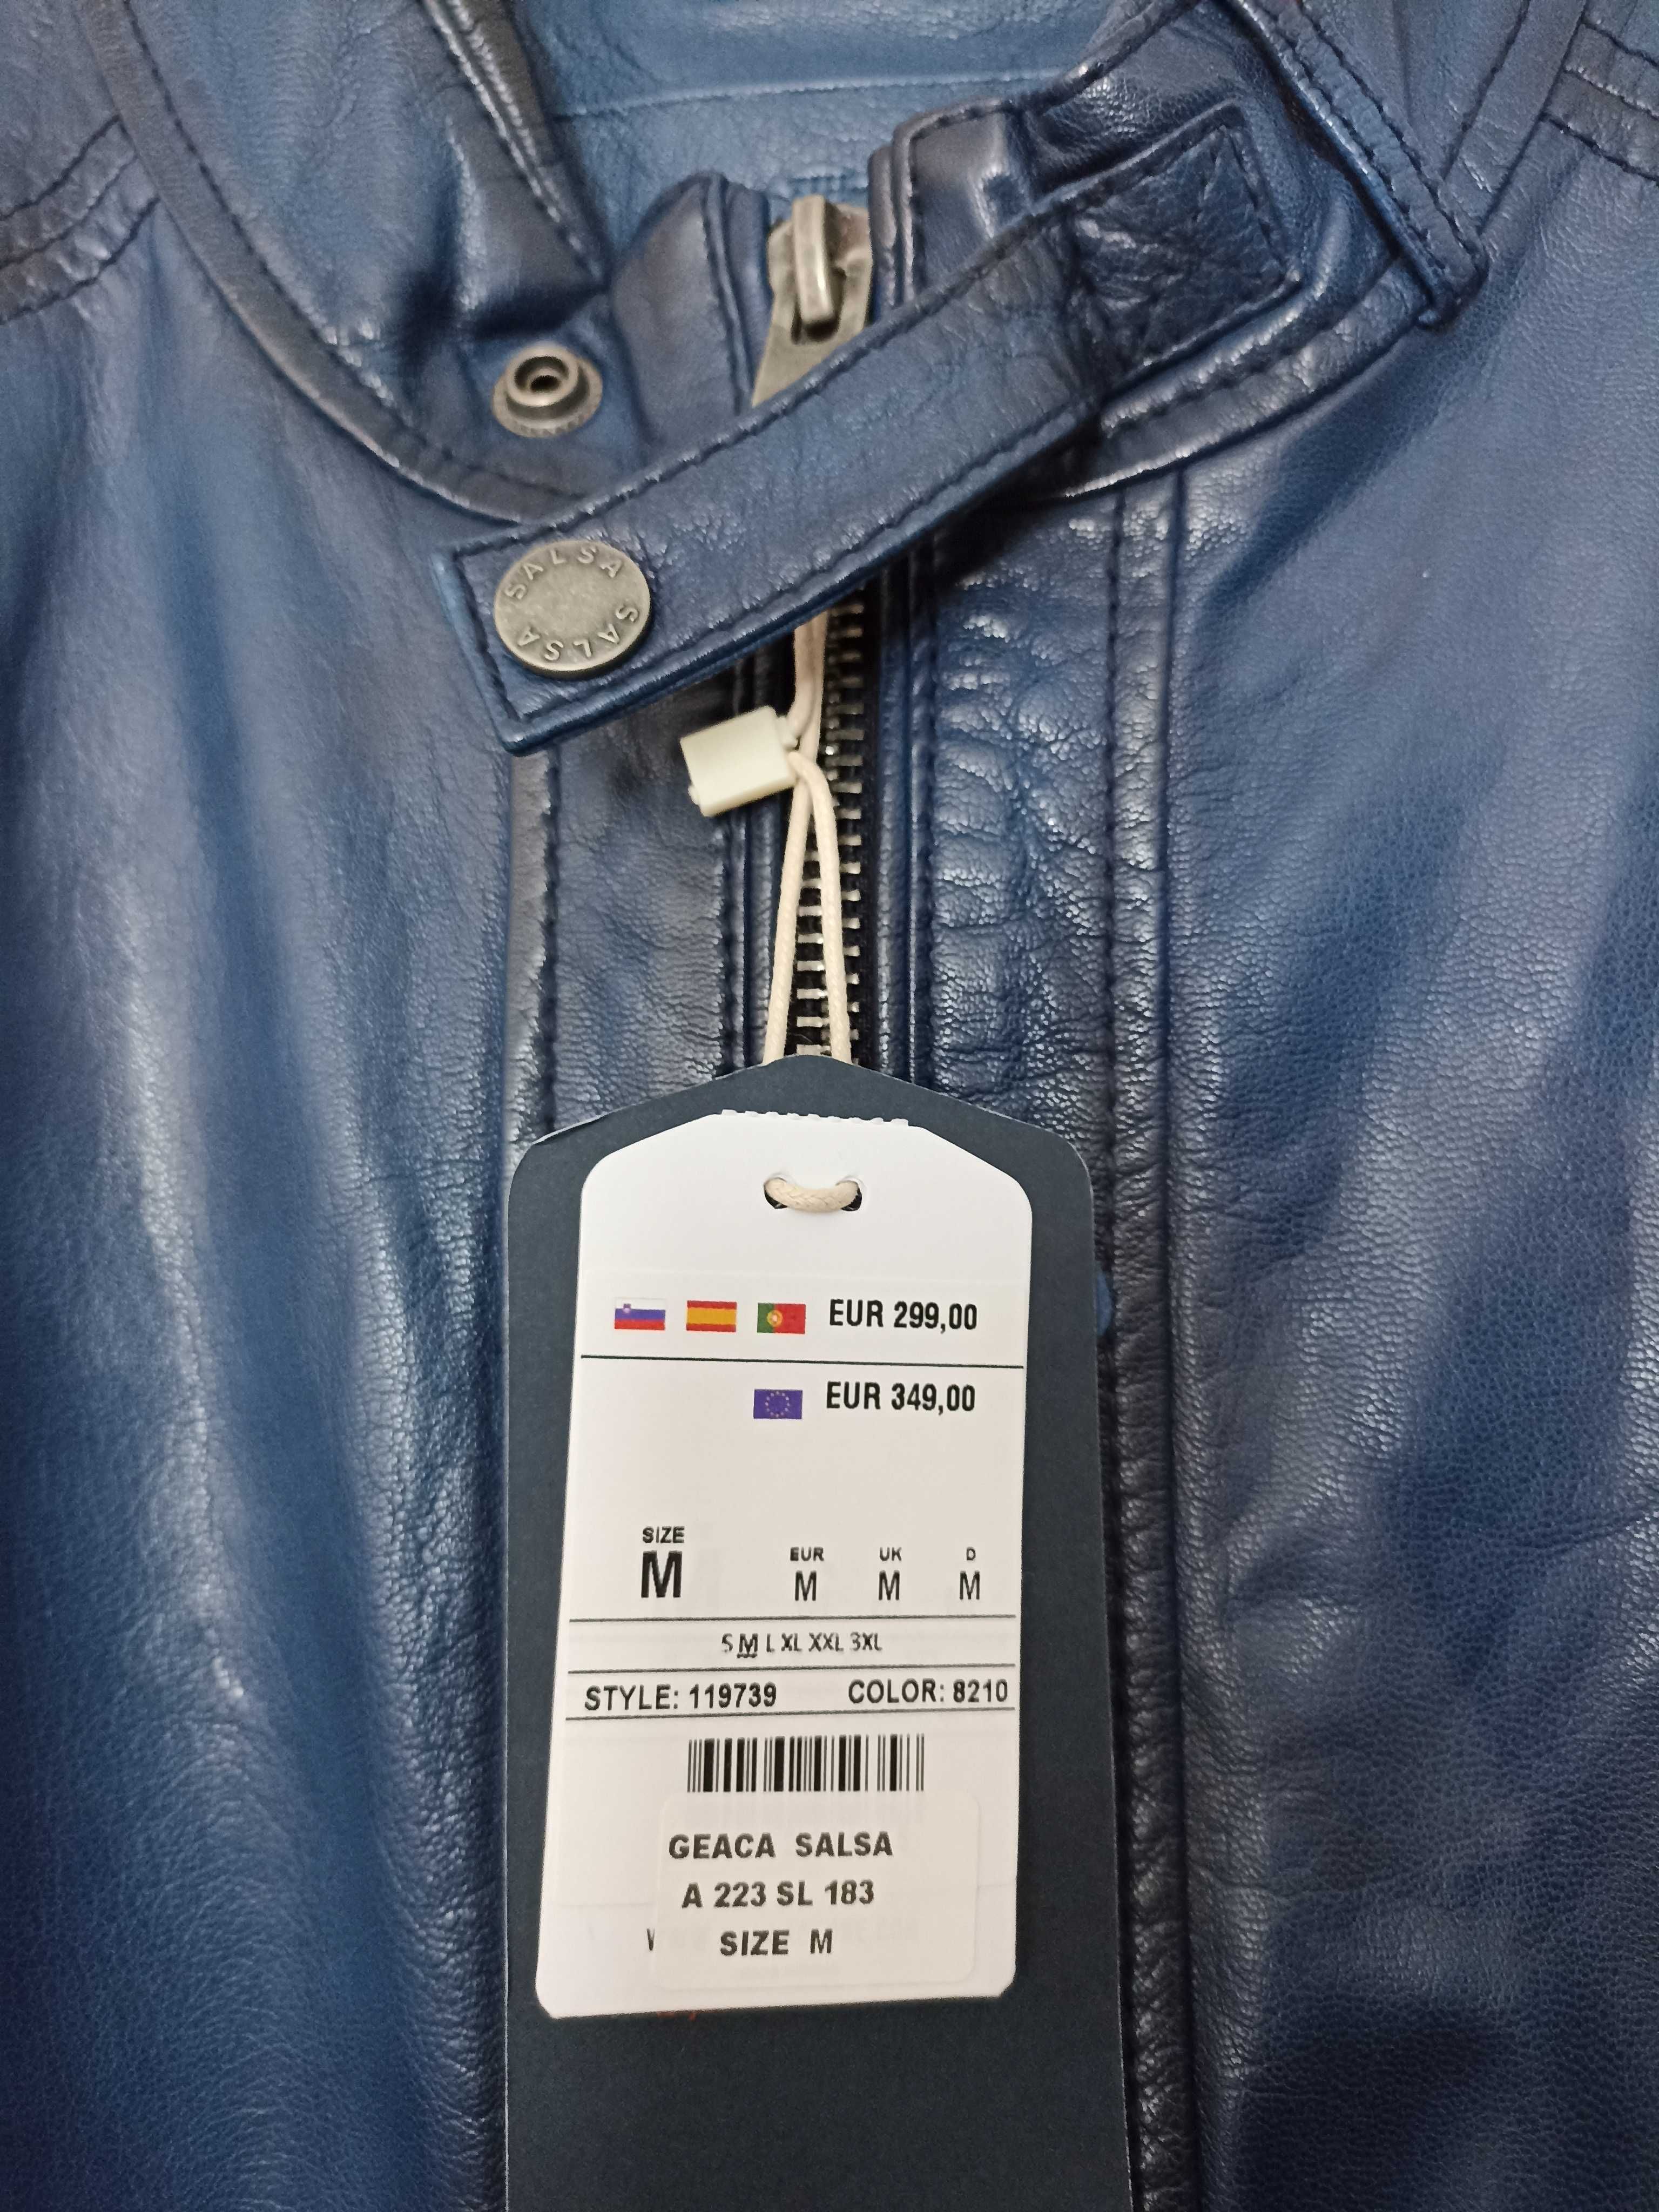 SALSA
SALSA
EUR 299,00
EUR 349,00
SIZE EUR UK D
M M M M
S M L XL XXL 3XL
STYLE: 119739 COLOR: 8210
GEACA SALSA
A 223 SL 183
SIZE M